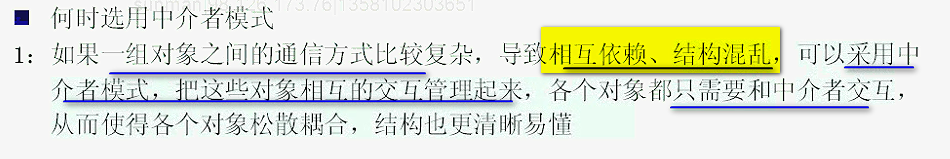 何时选用中介者模式
1：如果一组对象之间的通信方式比较复杂，导致相互依赖、结构混乱，可以采用中
介者模式，把这些对象相互的交互管理起来，各个对象都只需要和中介者交互，
从而使得各个对象松散耦合，结构也更清晰易懂